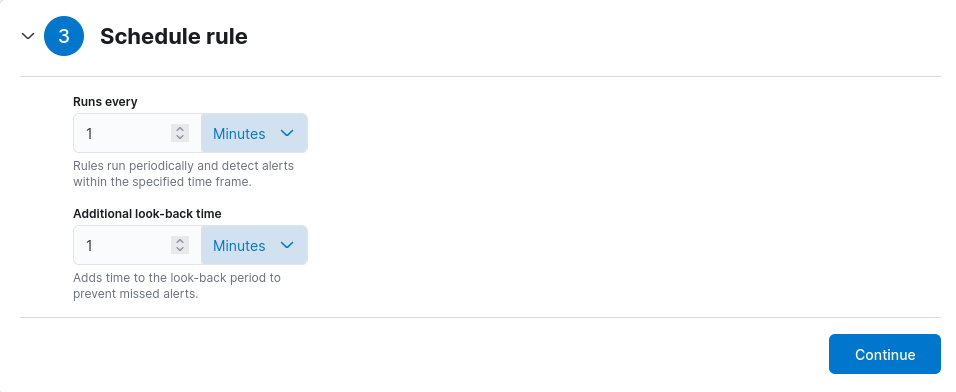 3 Schedule rule
Runs every
1 Minutes
Rules run periodically and detect alerts
within the specified time frame.
Additional look-back time
1 Minutes
Adds time to the look-back period to
prevent missed alerts.
Continue